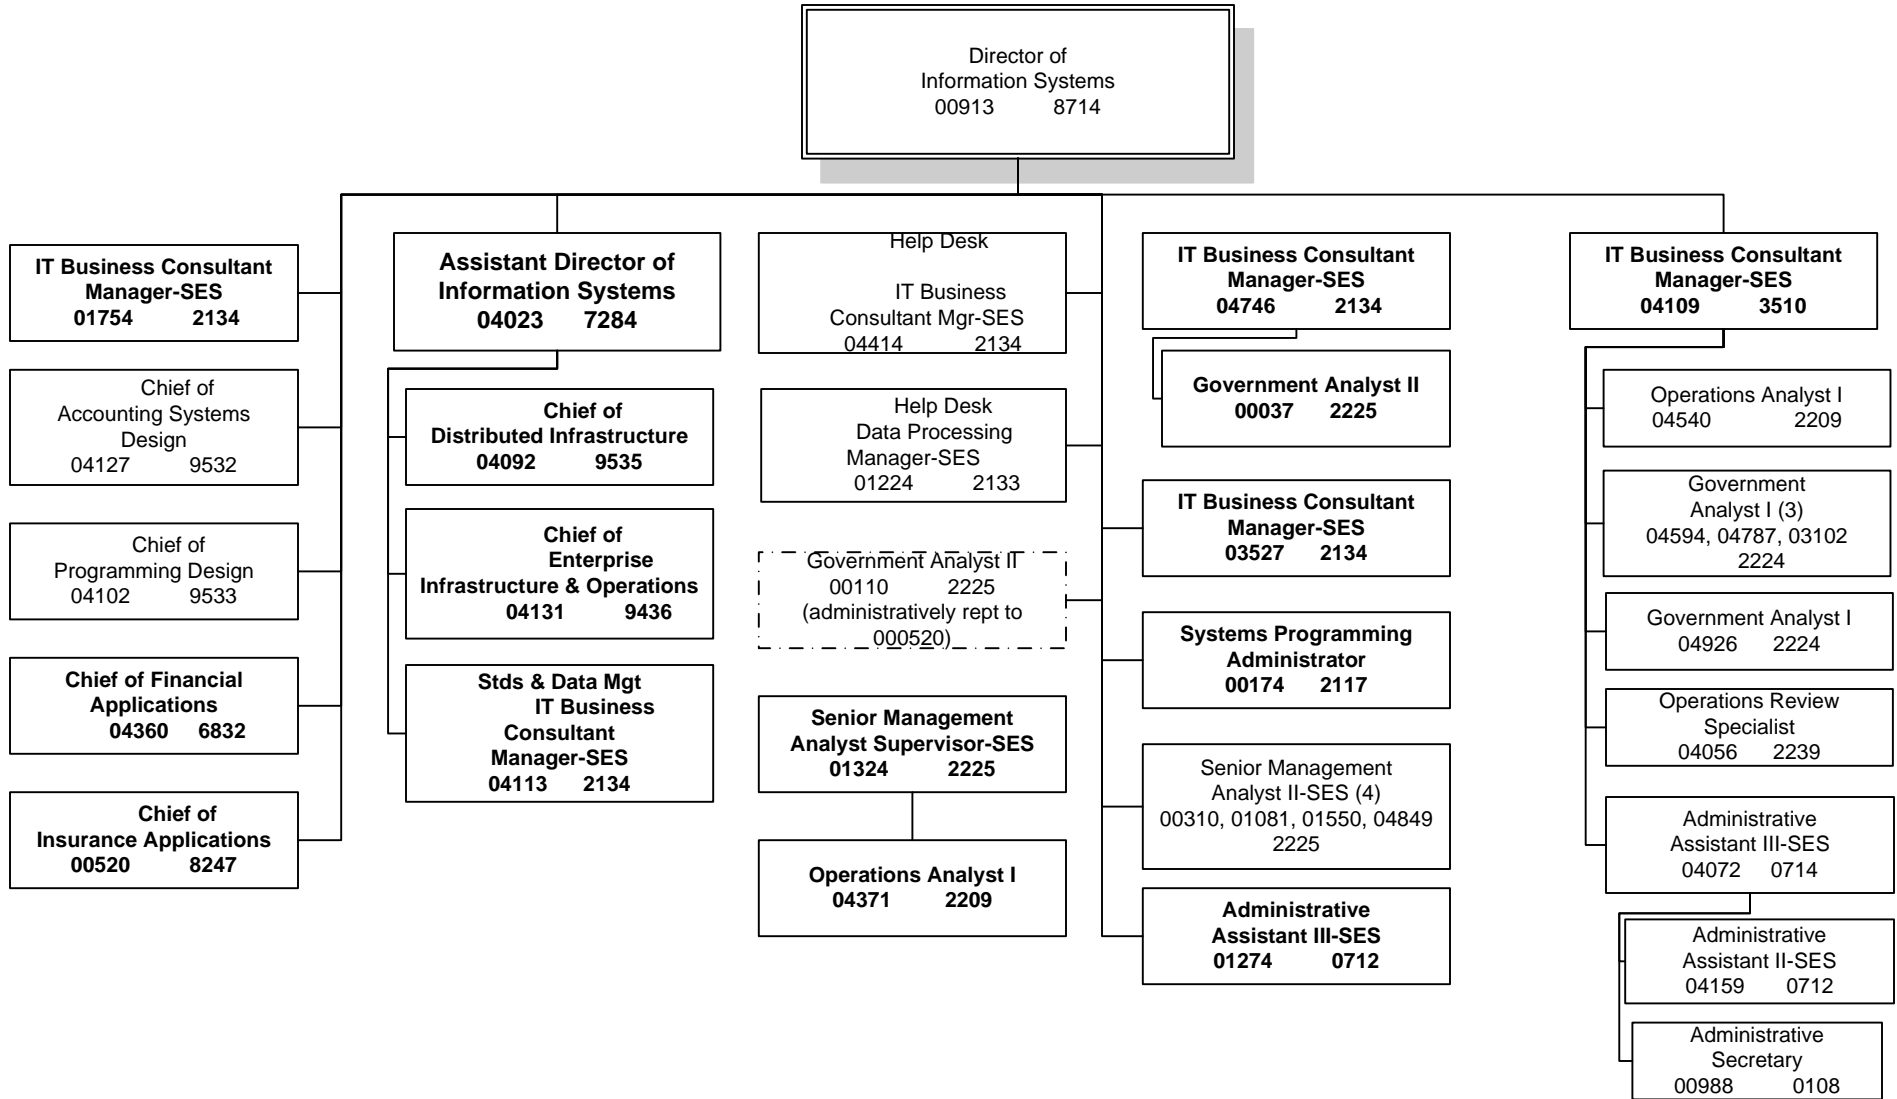 Director of
Information Systems
00913 8714
IT Business Consultant
Manager-SES
01754 2134
Chief of
Accounting Systems
Design
04127 9532
Chief of
Programming Design
04102 9533
Chief of Financial
Applications
04360 6832
Chief of
Insurance Applications
00520 8247
Assistant Director of
Information Systems
04023 7284
Chief of
Distributed Infrastructure
04092 9535
Chief of
Enterprise
Infrastructure & Operations
04131 9436
Stds & Data Mgt
IT Business
Consultant
Manager-SES
04113 2134
Help Desk
IT Business
Consultant Mgr-SES
04414 2134
Help Desk
Data Processing
Manager-SES
01224 2133
Government Analyst II
00110 2225
(administratively rept to
000520)
Senior Management
Analyst Supervisor-SES
01324 2225
Operations Analyst I
04371 2209
IT Business Consultant
Manager-SES
04746 2134
Government Analyst II
00037 2225
IT Business Consultant
Manager-SES
03527 2134
Systems Programming
Administrator
00174 2117
Senior Management
Analyst II-SES (4)
00310, 01081, 01550, 04849
2225
Administrative
Assistant III-SES
01274 0712
IT Business Consultant
Manager-SES
04109 3510
Operations Analyst I
04540 2209
Government
Analyst I (3)
04594, 04787, 03102
2224
Government Analyst I
04926 2224
Operations Review
Specialist
04056 2239
Administrative
Assistant III-SES
04072 0714
Administrative
Assistant II-SES
04159 0712
Administrative
Secretary
00988 0108